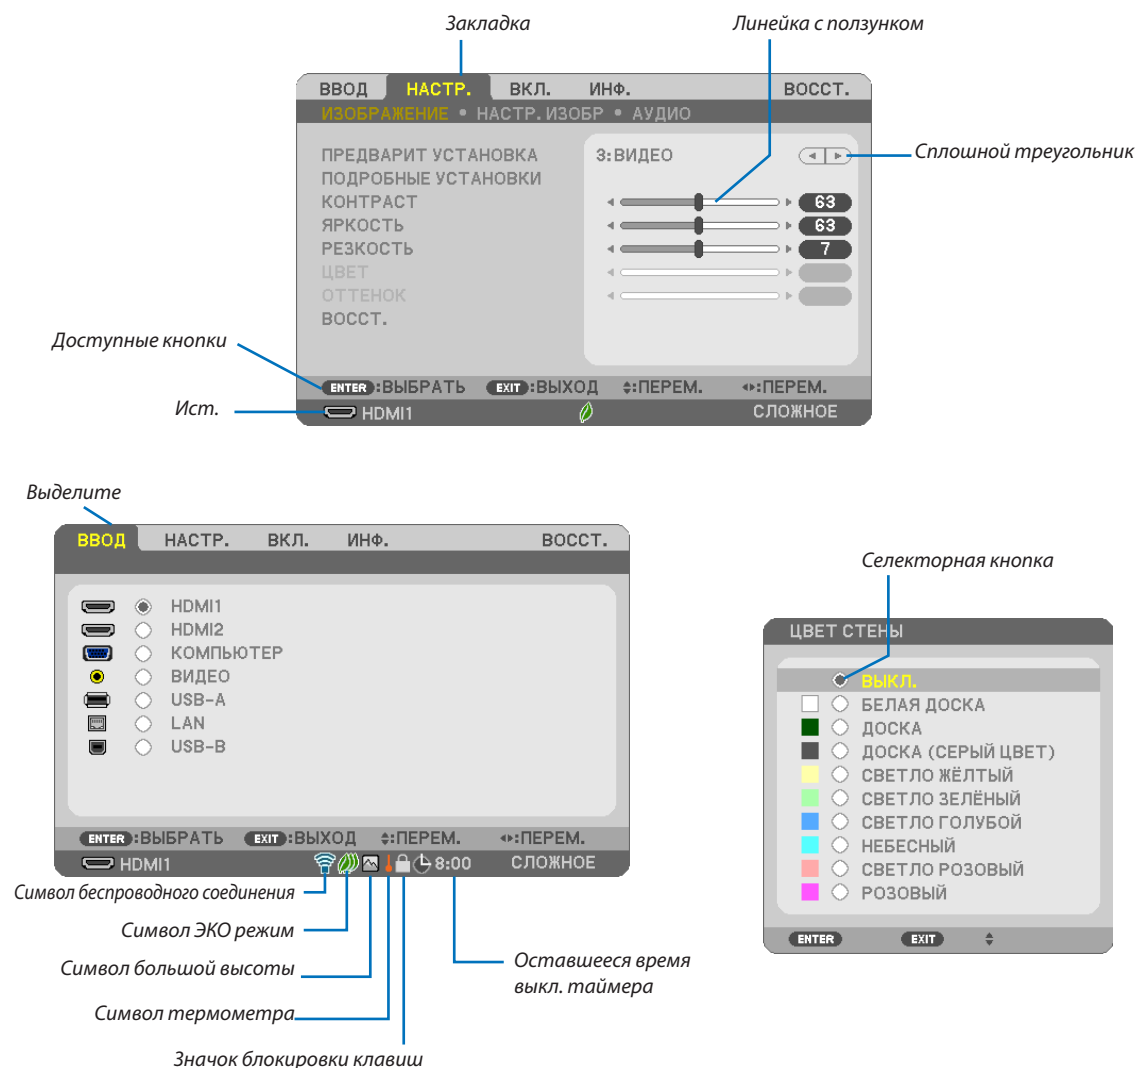 Закладка
Линейка с ползунком
ВВОД НАСТР. ВКЛ. ИНФ. ВОССТ.
ИЗОБРАЖЕНИЕ • НАСТР. ИЗОБР • АУДИО
ПРЕДВАРИТ УСТАНОВКА 3:ВИДЕО
Сплошной треугольник
ПОДРОБНЫЕ УСТАНОВКИ
КОНТРАСТ 63
ЯРКОСТЬ 63
РЕЗКОСТЬ 7
ЦВЕТ
ОТТЕНОК
ВОССТ.
Доступные кнопки
ENTER :ВЫБРАТЬ EXIT :ВЫХОД :ПЕРЕМ. :ПЕРЕМ.
Ист.
HDMI1 СЛОЖНОЕ
Выделите
ВВОД НАСТР. ВКЛ. ИНФ. ВОССТ.
HDMI1
HDMI2
КОМПЬЮТЕР
ВИДЕО
USB-A
LAN
USB-B
ENTER :ВЫБРАТЬ EXIT :ВЫХОД :ПЕРЕМ. :ПЕРЕМ.
HDMI1 8:00 СЛОЖНОЕ
Символ беспроводного соединения
Символ ЭКО режим
Символ большой высоты
Символ термометра
Значок блокировки клавиш
Оставшееся время
выкл. таймера
Селекторная кнопка
ЦВЕТ СТЕНЫ
ВЫКЛ.
БЕЛАЯ ДОСКА
ДОСКА
ДОСКА (СЕРЫЙ ЦВЕТ)
СВЕТЛО ЖЁЛТЫЙ
СВЕТЛО ЗЕЛЁНЫЙ
СВЕТЛО ГОЛУБОЙ
НЕБЕСНЫЙ
СВЕТЛО РОЗОВЫЙ
РОЗОВЫЙ
ENTER EXIT